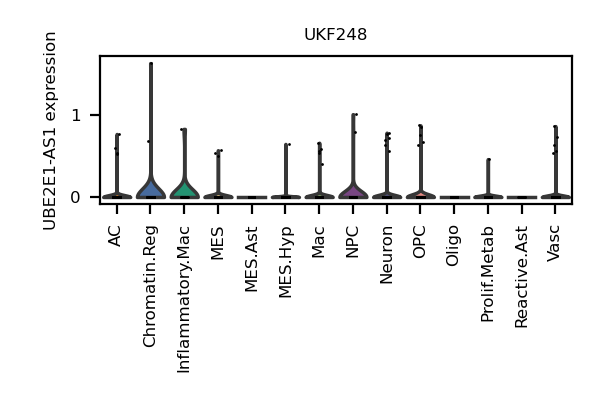 UKF248
UBE2E1-AS1 expression
1
0
AC
Chromatin.Reg
Inflammatory.Mac
MES
MES.Ast
MES.Hyp
Mac
NPC
Neuron
OPC
Oligo
Prolif.Metab
Reactive.Ast
Vasc